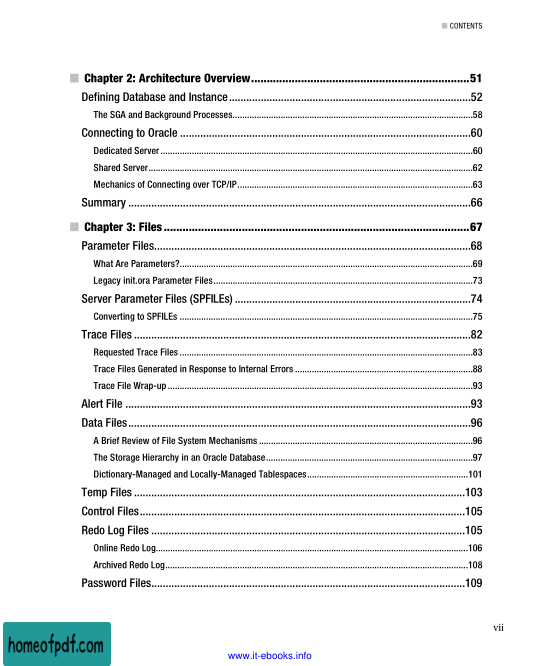 ■ CONTENTS
■ Chapter 2: Architecture Overview....................................................................51
Defining Database and Instance...........................................................................52
The SGA and Background Processes....................................................................................58
Connecting to Oracle ..........................................................................................60
Dedicated Server ..................................................................................................................60
Shared Server.......................................................................................................................62
Mechanics of Connecting over TCP/IP...................................................................................63
Summary ..........................................................................................................66
■ Chapter 3: Files...............................................................................................67
Parameter Files...................................................................................................68
What Are Parameters?..........................................................................................................69
Legacy init.ora Parameter Files.............................................................................................73
Server Parameter Files (SPFILEs) .........................................................................74
Converting to SPFILEs ..........................................................................................................75
Trace Files .........................................................................................................82
Requested Trace Files ..........................................................................................................83
Trace Files Generated in Response to Internal Errors ..........................................................88
Trace File Wrap-up ..............................................................................................................93
Alert File ...........................................................................................................93
Data Files...........................................................................................................96
A Brief Review of File System Mechanisms ..........................................................................96
The Storage Hierarchy in an Oracle Database.......................................................................97
Dictionary-Managed and Locally-Managed Tablespaces.....................................................101
Temp Files .......................................................................................................103
Control Files.....................................................................................................105
Redo Log Files .................................................................................................105
Online Redo Log..................................................................................................................106
Archived Redo Log..............................................................................................................108
Password Files..................................................................................................109
vii
homeofpdf.com
www.it-ebooks.info